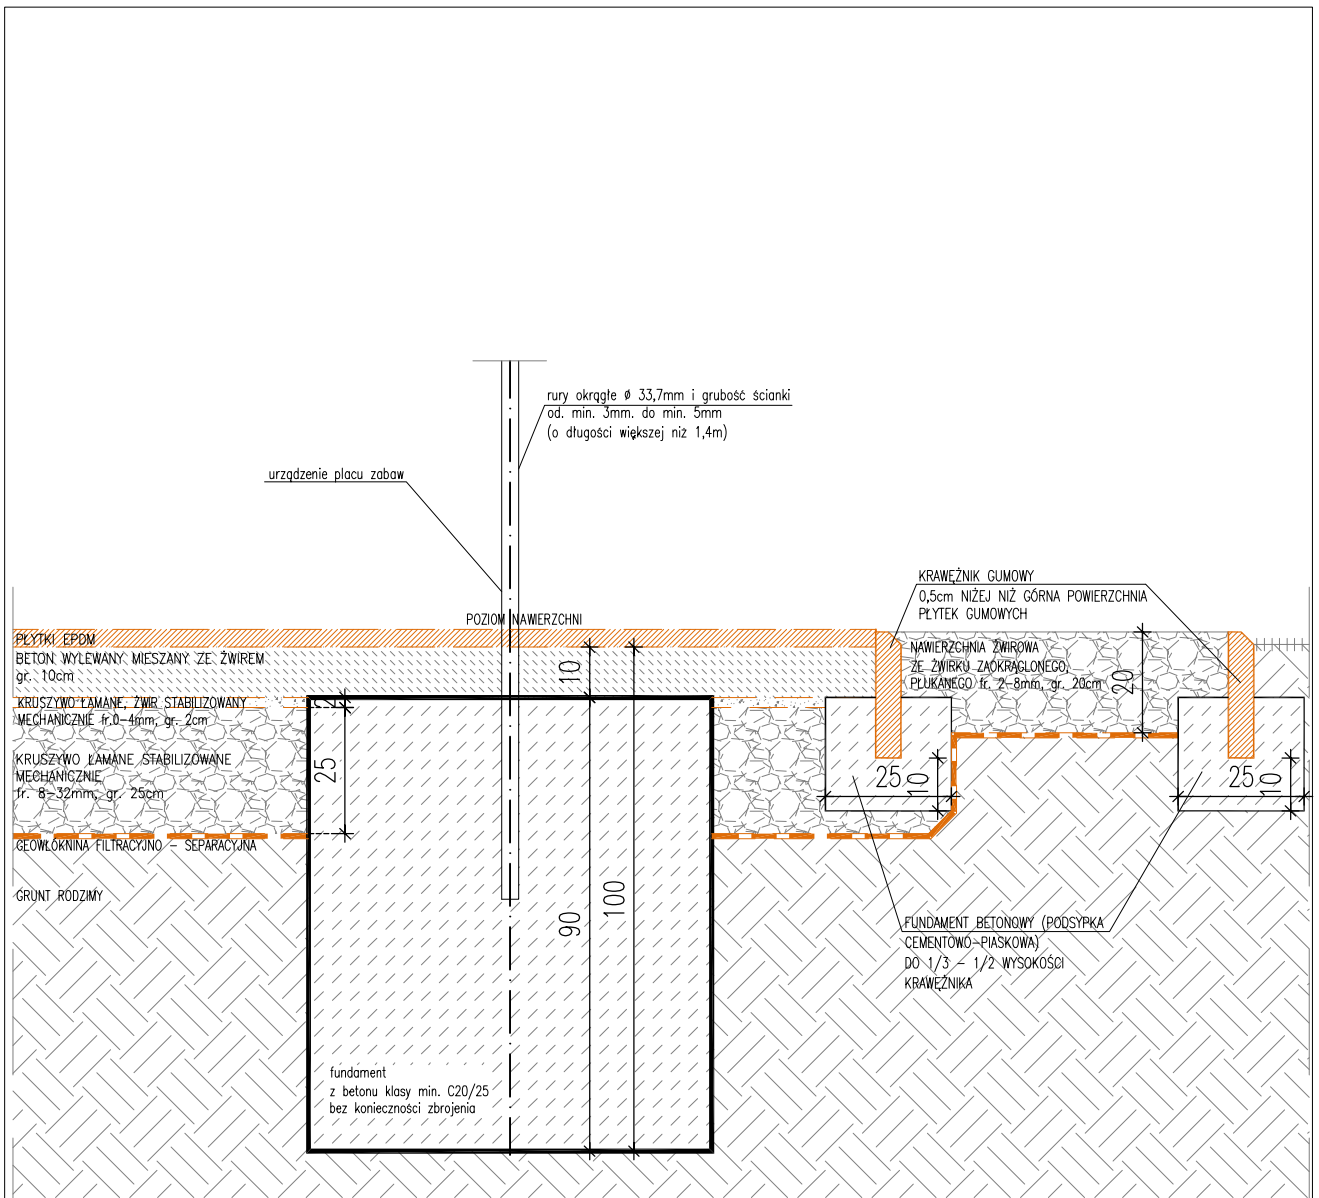 rury okrągłe Ø 33,7mm i grubość ścianki
od. min. 3mm. do min. 5mm
(o długości większej niż 1,4m)
urządzenie placu zabaw
KRAWĘŻNIK GUMOWY
0,5cm NIŻEJ NIŻ GÓRNA POWIERZCHNIA
PŁYTEK GUMOWYCH
POZIOM NAWIERZCHNI
PŁYTKI EPDM
BETON WYLEWANY MIESZANY ZE ŻWIREM
gr. 10cm
KRUSZYWO ŁAMANE, ŻWIR STABILIZOWANY
MECHANICZNIE fr.0-4mm, gr. 2cm
KRUSZYWO ŁAMANE STABILIZOWANE
MECHANICZNIE
fr. 8-32mm, gr. 25cm
GEOWŁÓKNINA FILTRACYJNO - SEPARACYJNA
GRUNT RODZIMY
NAWIERZCHNIA ŻWIROWA
ZE ŻWIRKU ZAOKRĄGLONEGO,
PŁUKANEGO fr. 2-8mm, gr. 20cm
10
2
25
20
25
10
25
10
90
100
FUNDAMENT BETONOWY (PODSYPKA
CEMENTOWO-PIASKOWA)
DO 1/3 - 1/2 WYSOKOŚCI
KRAWĘŻNIKA
fundament
z betonu klasy min. C20/25
bez konieczności zbrojenia